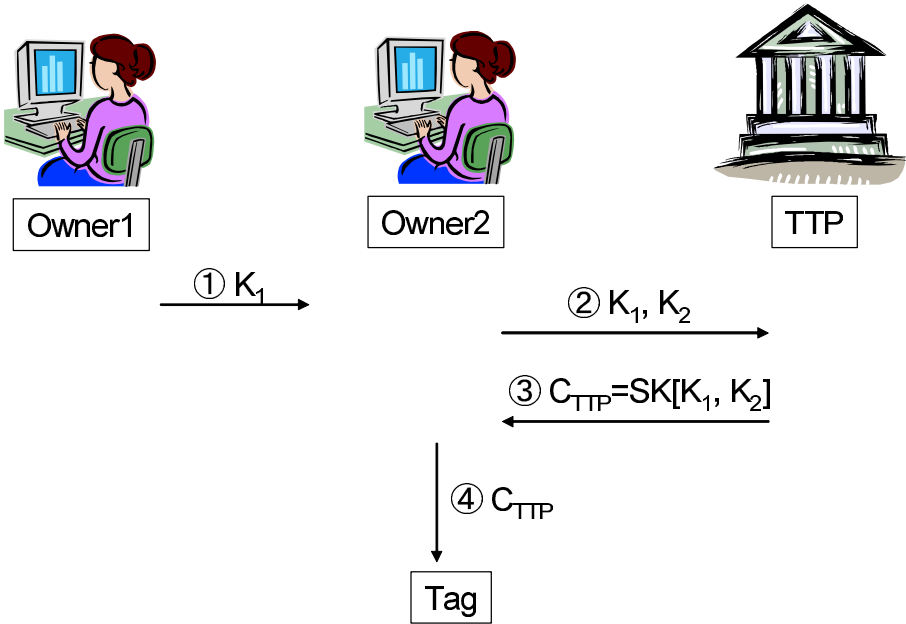 Owner1
Owner2
TTP
① K1
② K1, K2
③ CTTP=SK[K1, K2]
④ CTTP
Tag